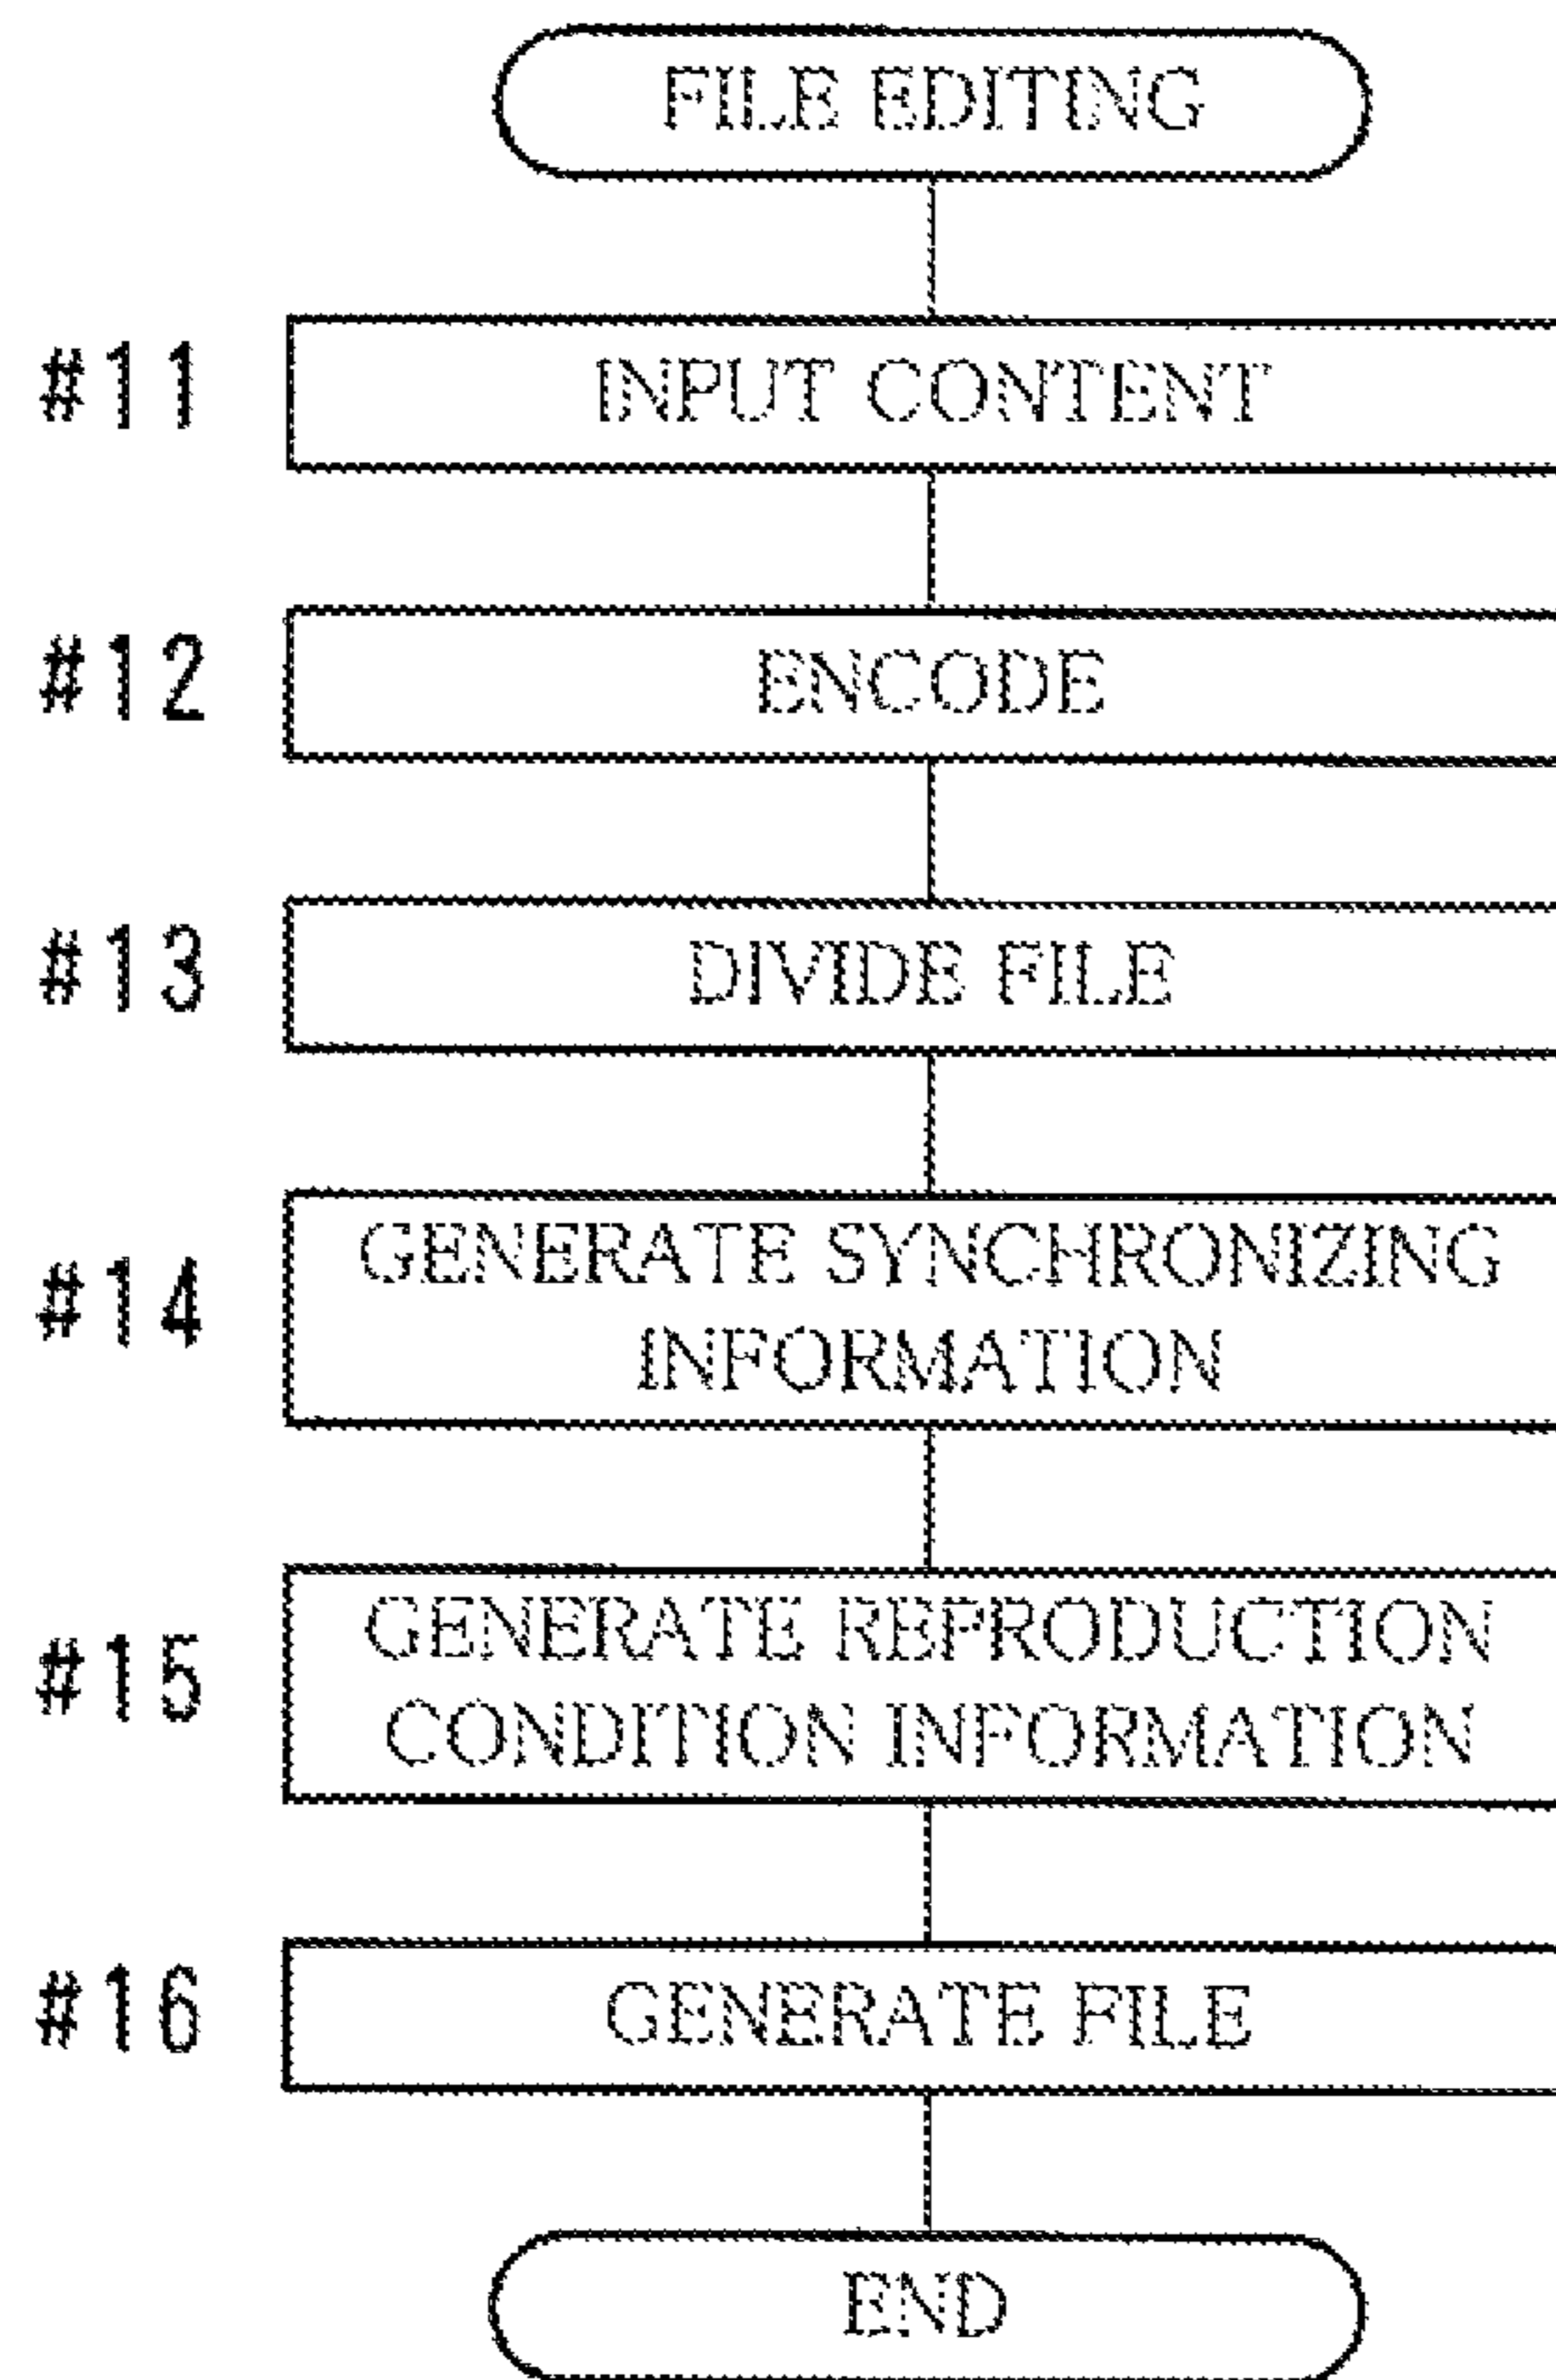 FILE EDITING
#11 INPUT CONTENT
#12 ENCODE
#13 DIVIDE FILE
#14 GENERATE SYNCHRONIZING
INFORMATION
#15 GENERATE REPRODUCTION
CONDITION INFORMATION
#16 GENERATE FILE
END